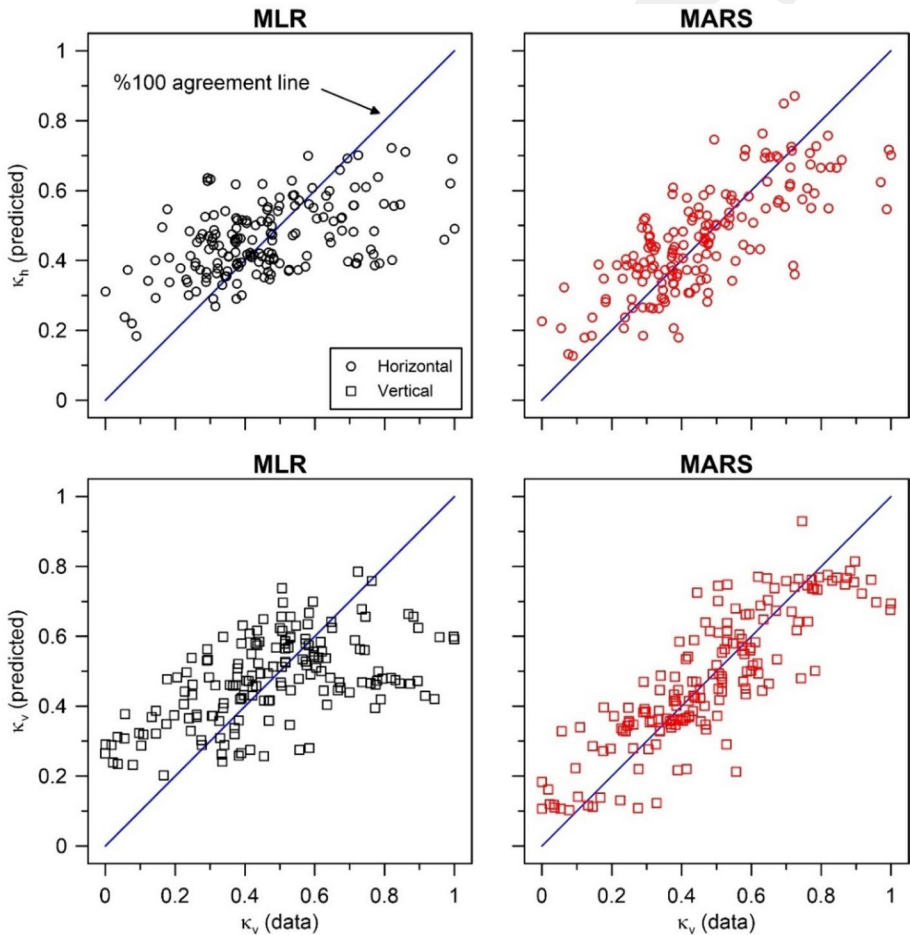 MLR
MARS
1
0.8
0.6
0.4
0.2
0
κh (predicted)
%100 agreement line
Horizontal
Vertical
MLR
MARS
1
0.8
0.6
0.4
0.2
0
κv (predicted)
0 0.2 0.4 0.6 0.8 1
0 0.2 0.4 0.6 0.8 1
κv (data)
κv (data)